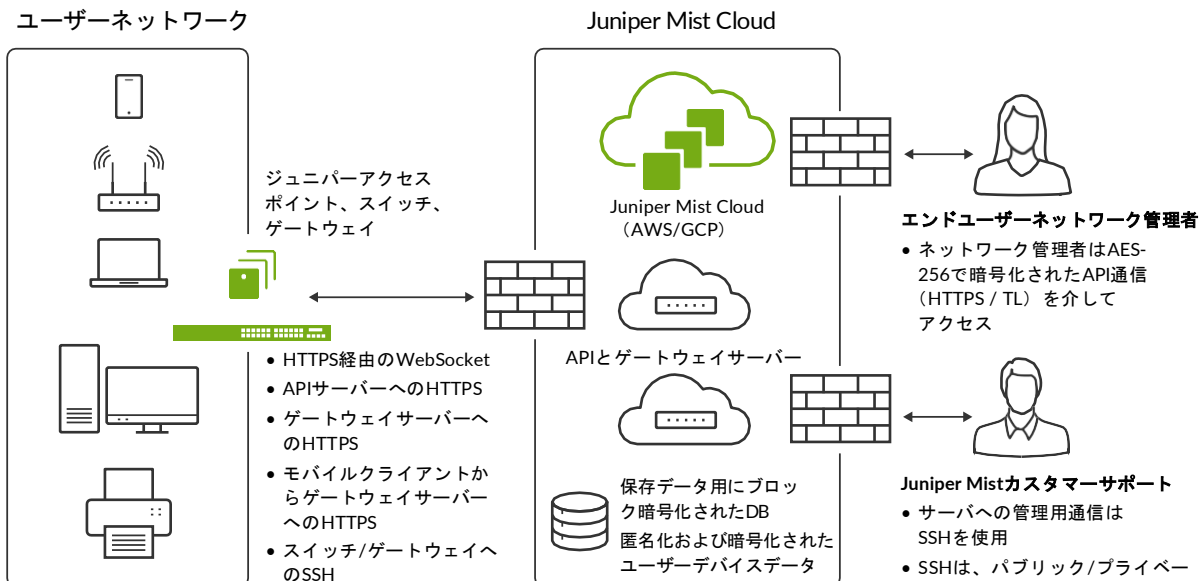 ユーザーネットワーク
Juniper Mist Cloud
ジュニパーアクセス
ポイント、スイッチ、
ゲートウェイ
• HTTPS経由のWebSocket
• APIサーバーへのHTTPS
• ゲートウェイサーバーへ
のHTTPS
• モバイルクライアントか
らゲートウェイサーバー
へのHTTPS
• スイッチ/ゲートウェイへ
のSSH
Juniper Mist Cloud
（AWS/GCP）
APIとゲートウェイサーバー
保存データ用にブロッ
ク暗号化されたDB
匿名化および暗号化された
ユーザーデバイスデータ
エンドユーザーネットワーク管理者
• ネットワーク管理者はAES-
256で暗号化されたAPI通信
（HTTPS / TL）を介して
アクセス
Juniper Mistカスタマーサポート
• サーバへの管理用通信は
SSHを使用
• SSHは、パブリック/プライベー